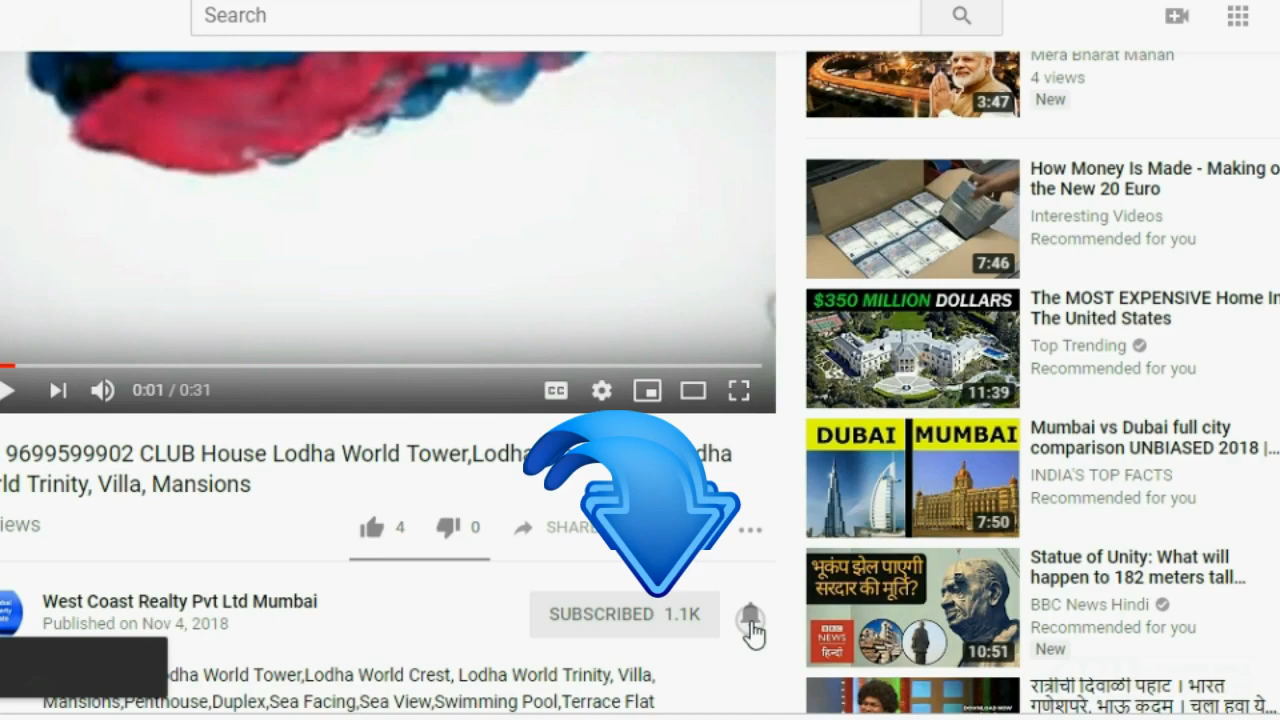 Search
Mera Bharat Mahan
4 views
3:47
New
How Money Is Made - Making o
the New 20 Euro
Interesting Videos
Recommended for you
7:46
$350 MILLION DOLLARS
The MOST EXPENSIVE Home In
The United States
Top Trending
Recommended for you
11:39
0:01 / 0:31
CC
DUBAI MUMBAI
Mumbai vs Dubai full city
comparison UNBIASED 2018 |...
INDIA'S TOP FACTS
Recommended for you
7:50
9699599902 CLUB House Lodha World Tower,Lodha dha
rld Trinity, Villa, Mansions
iews
4
0
SHARE
भूकंप झेल पाएगी
सरदार की मूर्ति?
BBC
NEWS
हिन्दी
Statue of Unity: What will
happen to 182 meters tall...
BBC News Hindi
Recommended for you
New
10:51
West Coast Realty Pvt Ltd Mumbai
Published on Nov 4, 2018
SUBSCRIBED 1.1K
dha World Tower,Lodha World Crest, Lodha World Trinity, Villa,
Mansions,Penthouse,Duplex,Sea Facing,Sea View,Swimming Pool,Terrace Flat
DOWNLOAD NOW
रात्रीची दिवाळी पहाट । भारत
गणेशपुरे, भाऊ कदम । चला हवा ये...